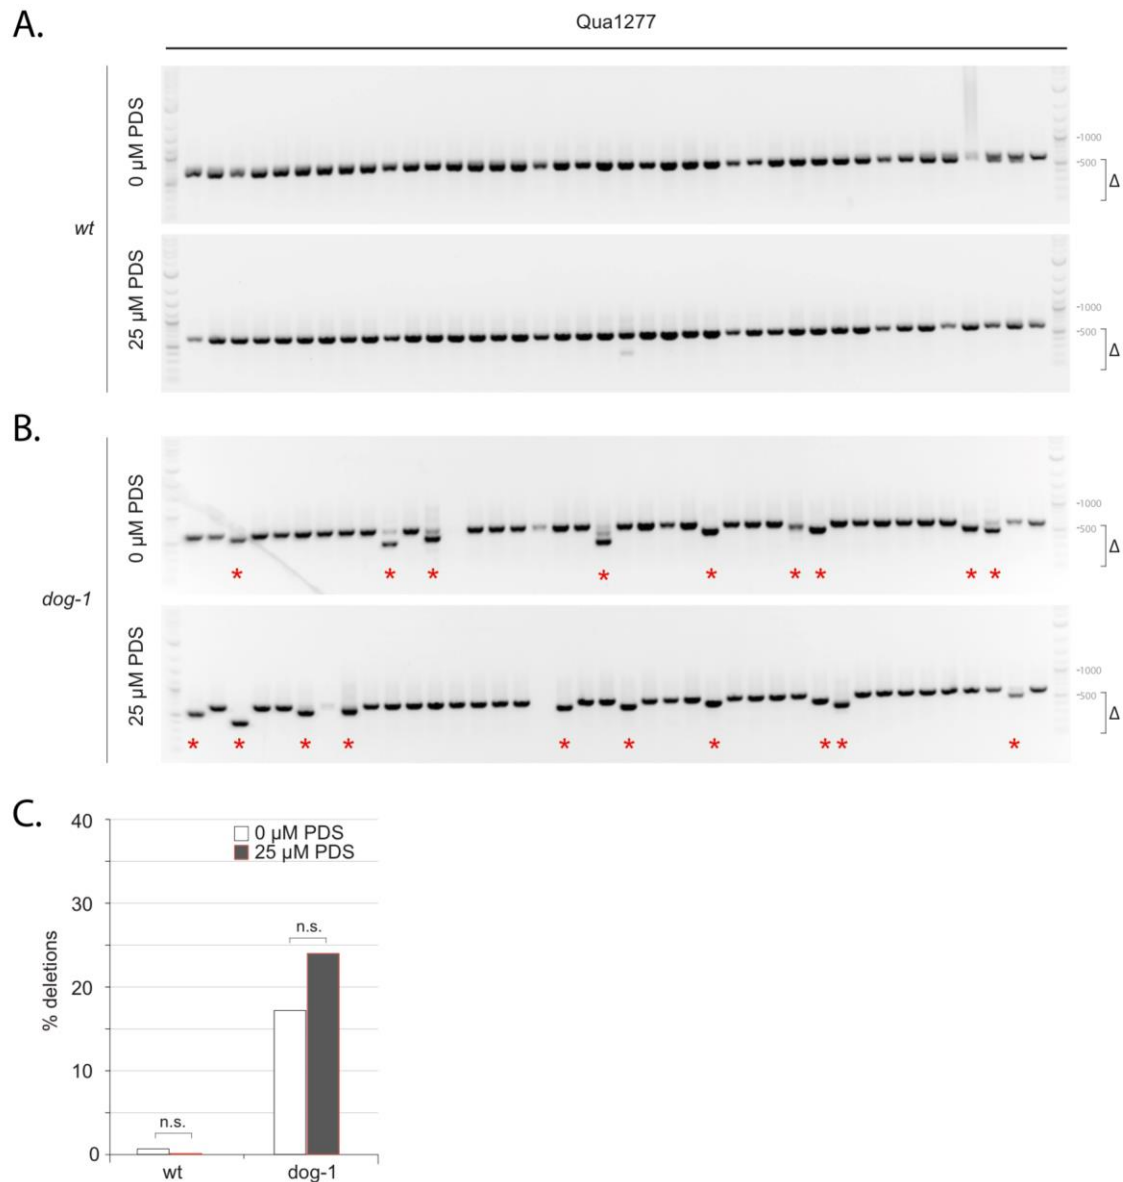 A.
Qua1277
wt
0 µM PDS
-1000
-500
Δ
25 µM PDS
-1000
-500
Δ
B.
dog-1
0 µM PDS
-1000
-500
Δ
* * * * * * * * *
25 µM PDS
-1000
-500
Δ
* * * * * * * * * *
C.
% deletions
40
30
20
10
0
0 µM PDS
25 µM PDS
n.s.
n.s.
wt
dog-1